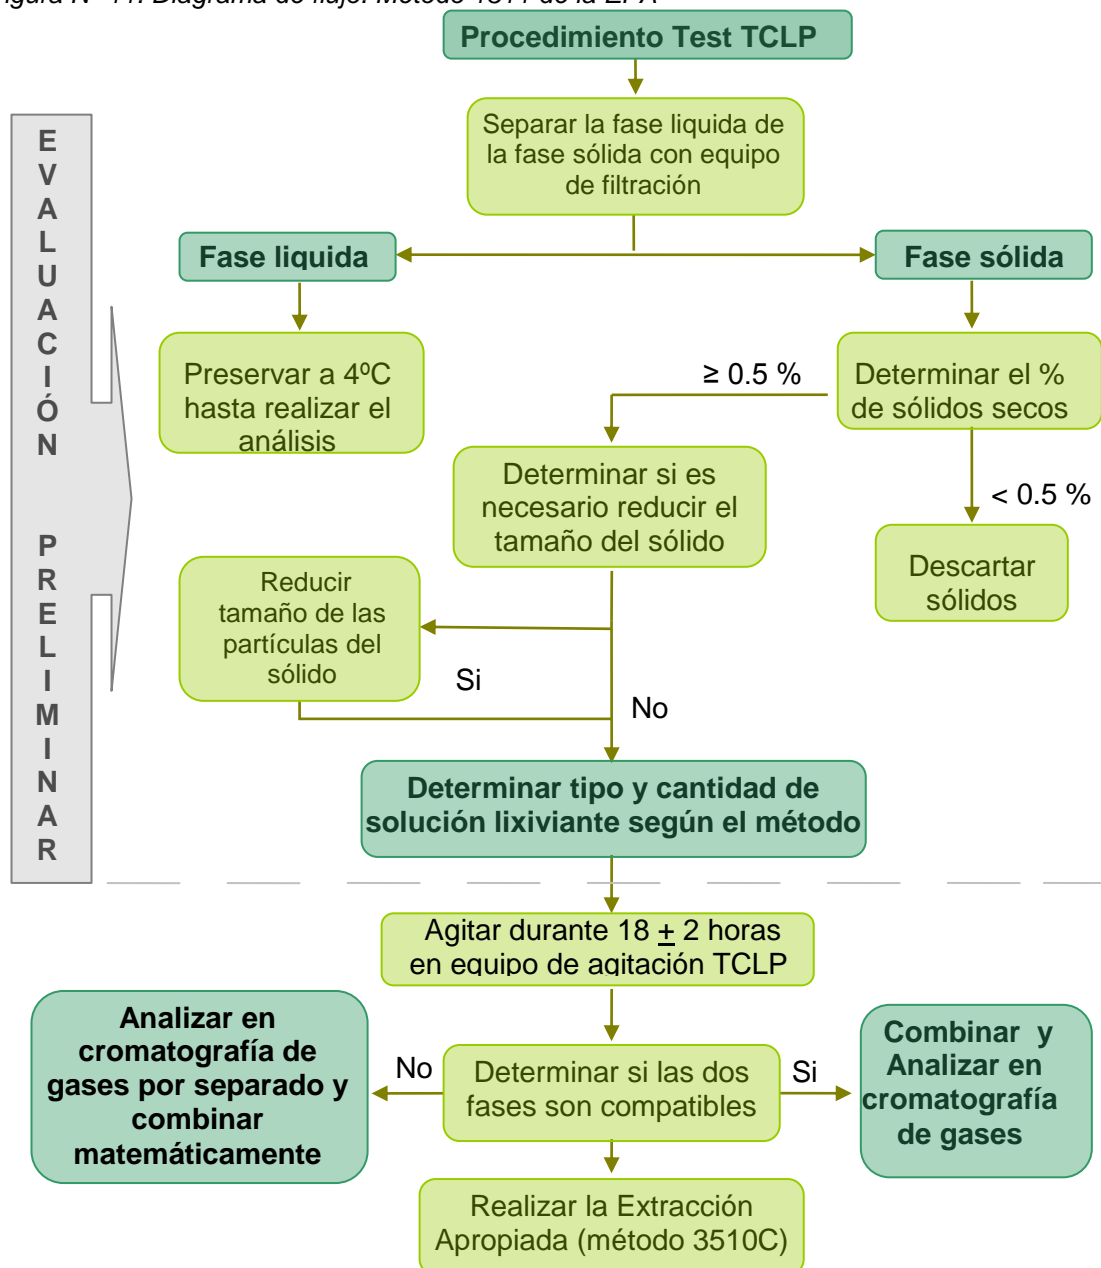 Procedimiento Test TCLP
Separar la fase liquida de
la fase sólida con equipo
de filtración
Fase liquida
Fase sólida
Preservar a 4ºC
hasta realizar el
análisis
≥ 0.5 %
Determinar el %
de sólidos secos
< 0.5 %
Descartar
sólidos
Determinar si es
necesario reducir el
tamaño del sólido
Reducir
tamaño de las
partículas del
sólido
Si
No
Determinar tipo y cantidad de
solución lixiviante según el método
EVALUACIÓN PRELIMINAR
Agitar durante 18 ± 2 horas
en equipo de agitación TCLP
Determinar si las dos
fases son compatibles
No
Analizar en
cromatografía de
gases por separado y
combinar
matemáticamente
Si
Combinar y
Analizar en
cromatografía
de gases
Realizar la Extracción
Apropiada (método 3510C)